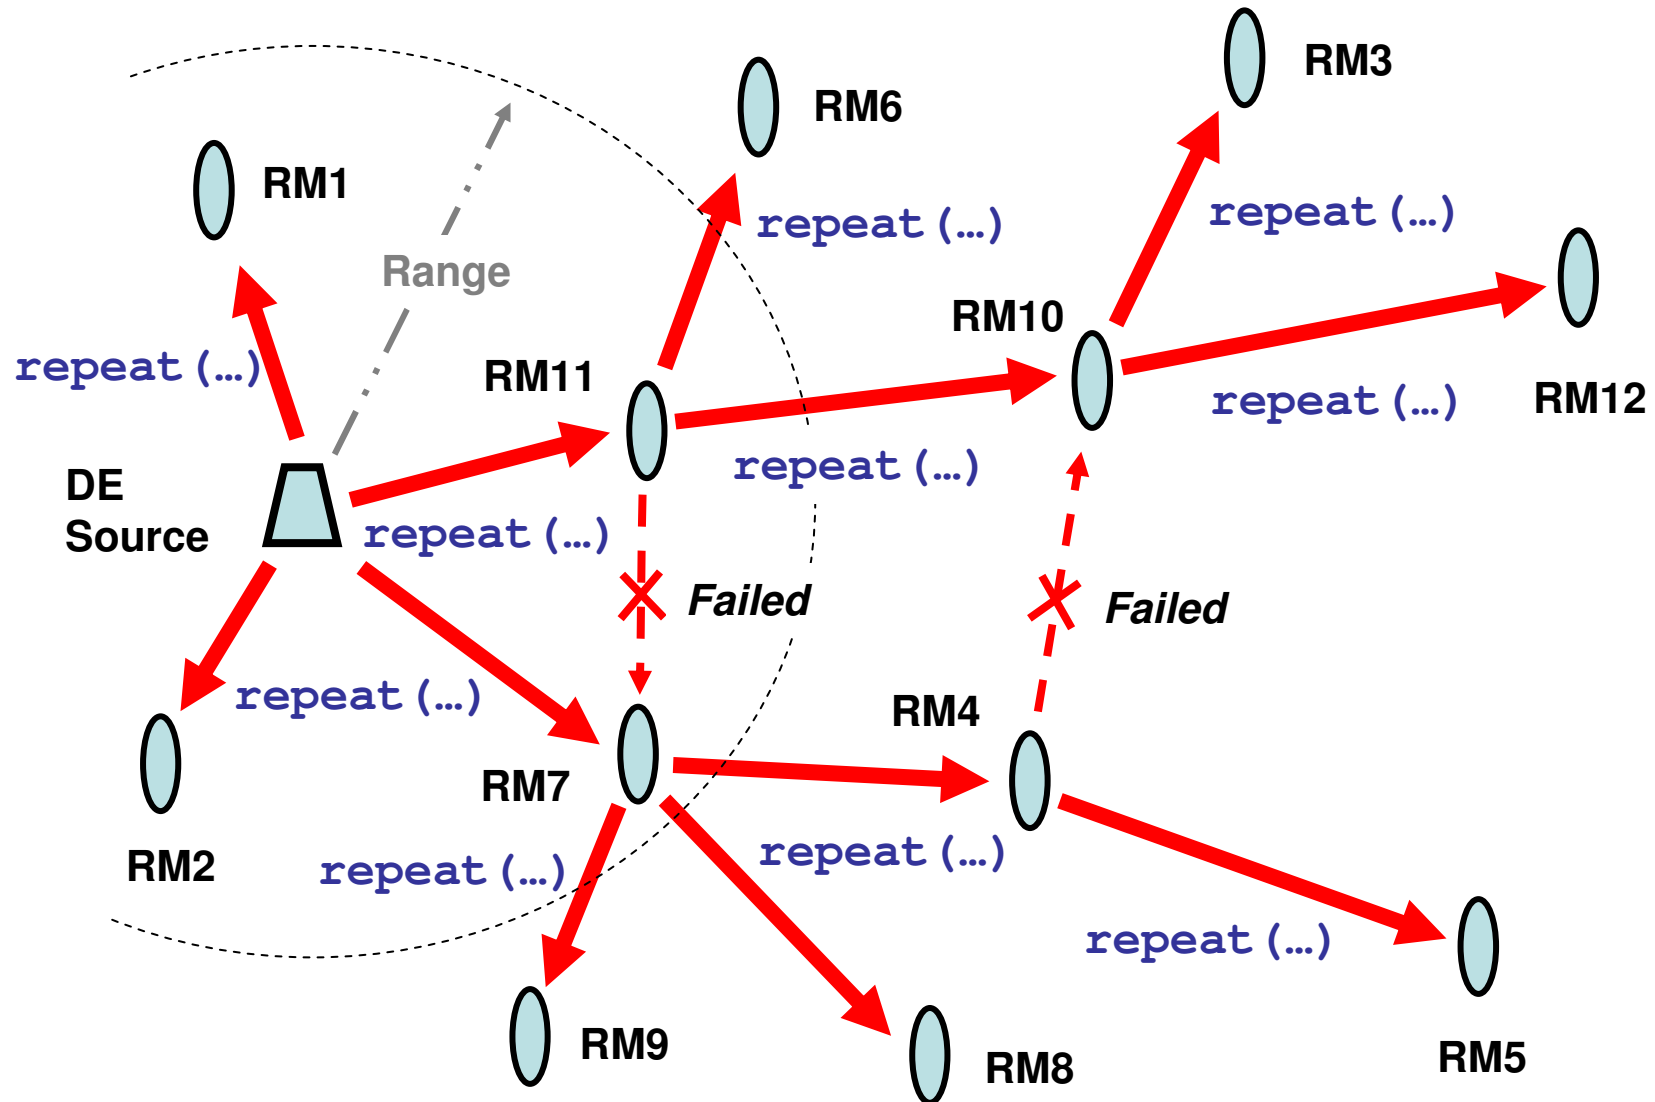 RM3
RM6
RM1
repeat(…)
repeat(…)
Range
RM10
repeat(…)
RM11
RM12
repeat(…)
repeat(…)
DE
Source
repeat(…)
Failed
Failed
repeat(…)
RM4
RM7
repeat(…)
RM2
repeat(…)
repeat(…)
RM9
RM8
RM5